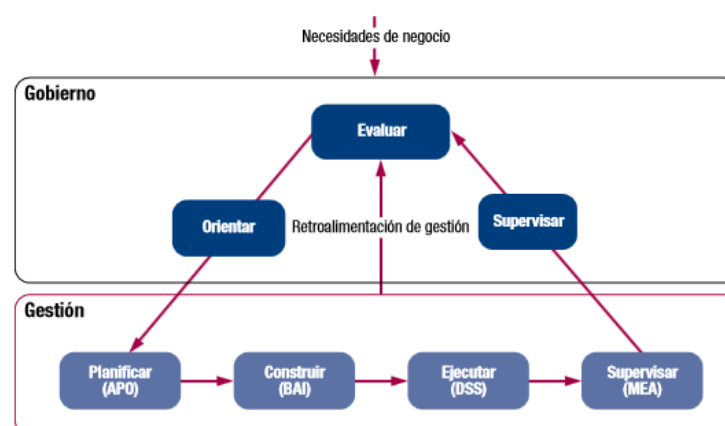 Necesidades de negocio
Gobierno
Evaluar
Orientar
Retroalimentación de gestión
Supervisar
Gestión
Planificar
(APO)
Construir
(BAI)
Ejecutar
(DSS)
Supervisar
(MEA)